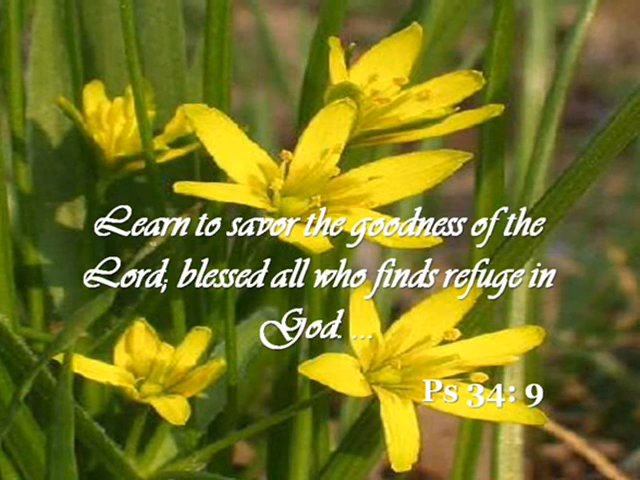 Learn to savor the goodness of the
Lord; blessed all who finds refuge in
God. ...
Ps 34: 9